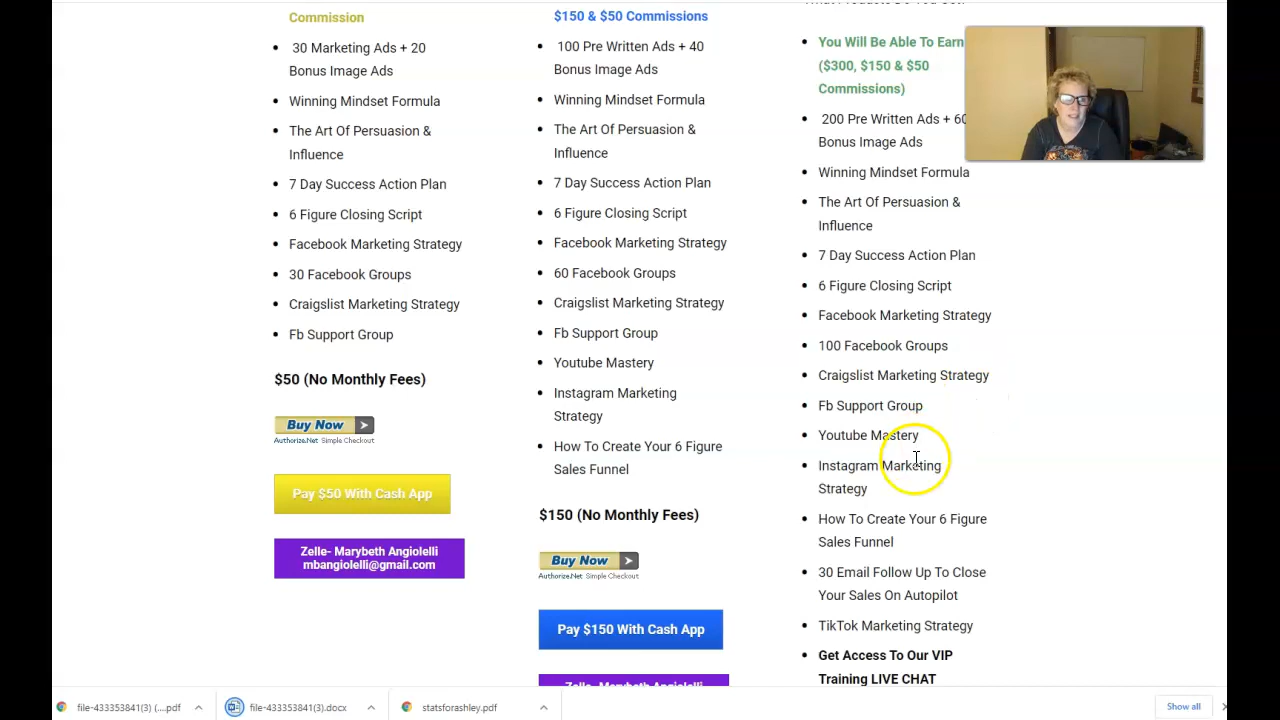 Commission
30 Marketing Ads + 20
Bonus Image Ads
Winning Mindset Formula
The Art Of Persuasion &
Influence
7 Day Success Action Plan
6 Figure Closing Script
Facebook Marketing Strategy
30 Facebook Groups
Craigslist Marketing Strategy
Fb Support Group
$50 (No Monthly Fees)
Buy Now
Authorize.Net Simple Checkout
Pay $50 With Cash App
Zelle- Marybeth Angiolelli
mbangiolelli@gmail.com
$150 & $50 Commissions
100 Pre Written Ads + 40
Bonus Image Ads
Winning Mindset Formula
The Art Of Persuasion &
Influence
7 Day Success Action Plan
6 Figure Closing Script
Facebook Marketing Strategy
60 Facebook Groups
Craigslist Marketing Strategy
Fb Support Group
Youtube Mastery
Instagram Marketing
Strategy
How To Create Your 6 Figure
Sales Funnel
$150 (No Monthly Fees)
Buy Now
Authorize.Net Simple Checkout
Pay $150 With Cash App
Zelle- Marybeth Angiolelli
You Will Be Able To Earn
($300, $150 & $50
Commissions)
200 Pre Written Ads + 60
Bonus Image Ads
Winning Mindset Formula
The Art Of Persuasion &
Influence
7 Day Success Action Plan
6 Figure Closing Script
Facebook Marketing Strategy
100 Facebook Groups
Craigslist Marketing Strategy
Fb Support Group
Youtube Mastery
Instagram Marketing
Strategy
How To Create Your 6 Figure
Sales Funnel
30 Email Follow Up To Close
Your Sales On Autopilot
TikTok Marketing Strategy
Get Access To Our VIP
Training LIVE CHAT
file-433353841(3) (....pdf
file-433353841(3).docx
statsforashley.pdf
Show all